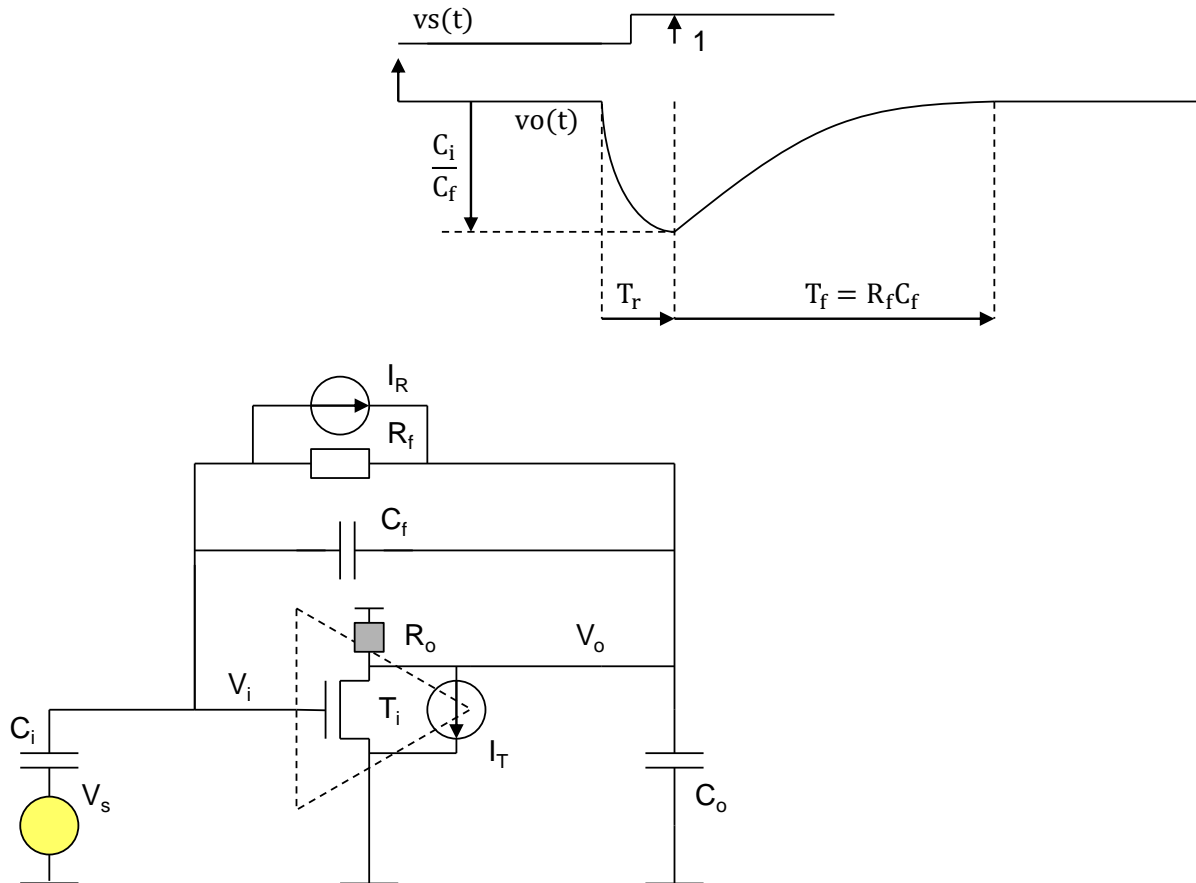 vs(t)
1
vo(t)
C_i
C_f
T_r
T_f = R_f C_f
I_R
R_f
C_f
R_o
V_o
V_i
T_i
C_i
I_T
V_s
C_o